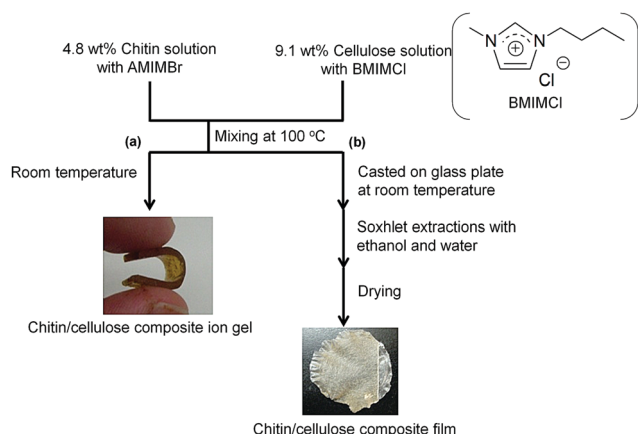 4.8 wt% Chitin solution
with AMIMBr
9.1 wt% Cellulose solution
with BMIMCl
N
N
+
Cl −
BMIMCl
Mixing at 100 °C
(a)
(b)
Room temperature
Casted on glass plate
at room temperature
Soxhlet extractions with
ethanol and water
Drying
Chitin/cellulose composite ion gel
Chitin/cellulose composite film